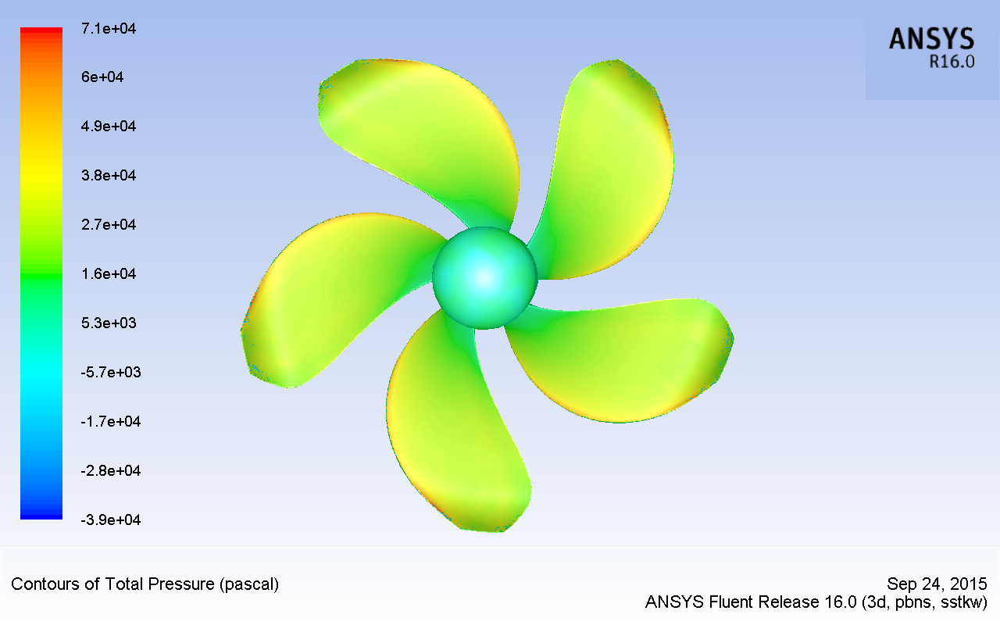 7.1e+04
6e+04
4.9e+04
3.8e+04
2.7e+04
1.6e+04
5.3e+03
-5.7e+03
-1.7e+04
-2.8e+04
-3.9e+04
ANSYS
R16.0
Contours of Total Pressure (pascal)
Sep 24, 2015
ANSYS Fluent Release 16.0 (3d, pbns, sstkw)